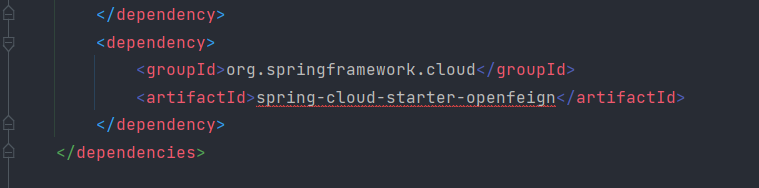 </dependency>
<dependency>
<groupId>org.springframework.cloud</groupId>
<artifactId>spring-cloud-starter-openfeign</artifactId>
</dependency>
</dependencies>